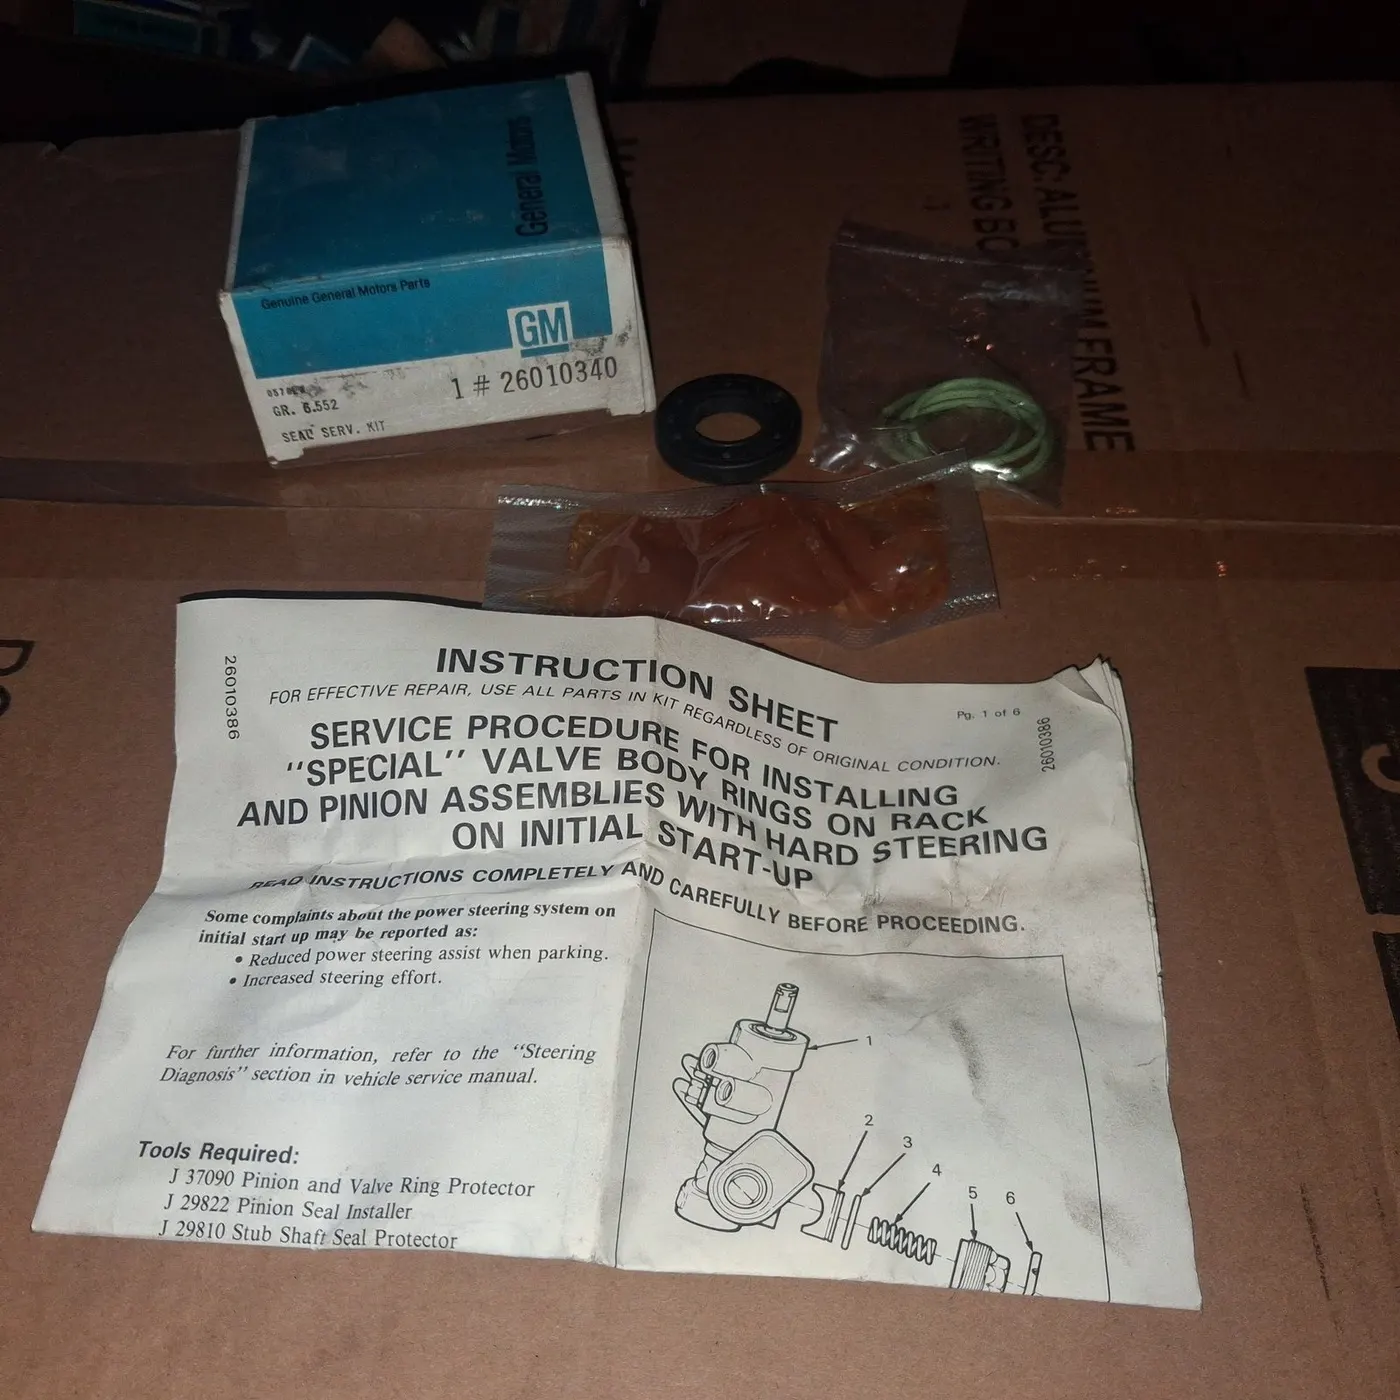 General Motors
Genuine General Motors Parts
GM
1 # 26010340
GR. 6.552
SEAL SERV. KIT
DESC: ALUMINUM FRAME
WRITING BO
26010386
INSTRUCTION SHEET
FOR EFFECTIVE REPAIR, USE ALL PARTS IN KIT REGARDLESS OF ORIGINAL CONDITION.
Pg. 1 of 6
26010386
SERVICE PROCEDURE FOR INSTALLING
"SPECIAL" VALVE BODY RINGS ON RACK
AND PINION ASSEMBLIES WITH HARD STEERING
ON INITIAL START-UP
READ INSTRUCTIONS COMPLETELY AND CAREFULLY BEFORE PROCEEDING.
Some complaints about the power steering system on
initial start up may be reported as:
• Reduced power steering assist when parking.
• Increased steering effort.
For further information, refer to the "Steering
Diagnosis" section in vehicle service manual.
Tools Required:
J 37090 Pinion and Valve Ring Protector
J 29822 Pinion Seal Installer
J 29810 Stub Shaft Seal Protector
1
2
3
4
5
6